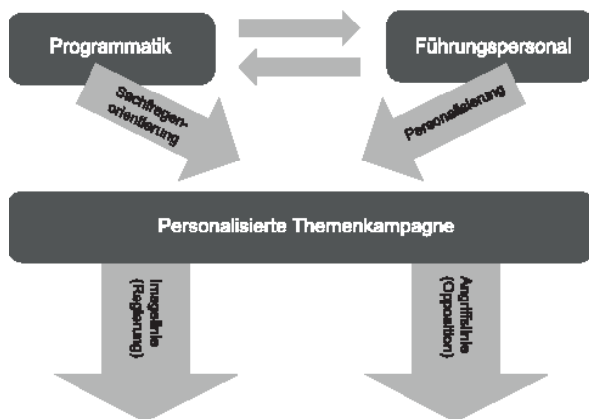 Programmatik
Führungspersonal
Sachfragen-
orientierung
Personalisierung
Personalisierte Themenkampagne
Imagelinie
(Regierung)
Angriffslinie
(Opposition)